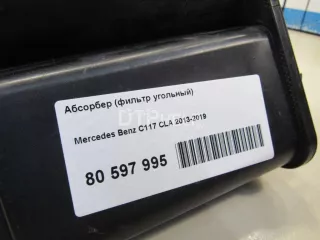 Абсорбер (фильтр угольный)
Mercedes Benz C117 CLA 2013-2019
80 597 995